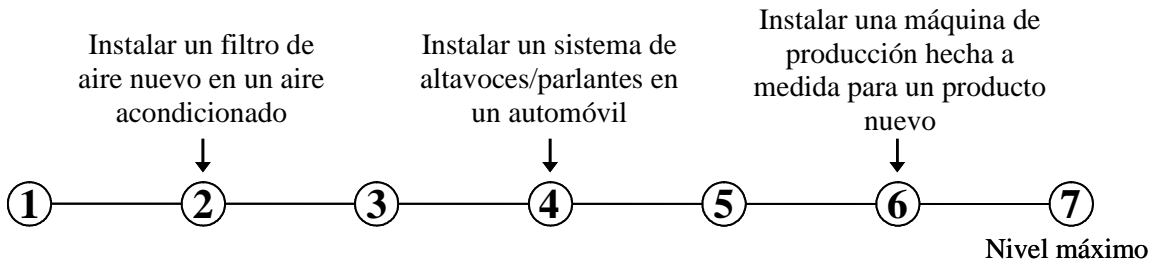 Instalar un filtro de
aire nuevo en un aire
acondicionado
Instalar un sistema de
altavoces/parlantes en
un automóvil
Instalar una máquina de
producción hecha a
medida para un producto
nuevo
1 2 3 4 5 6 7
Nivel máximo